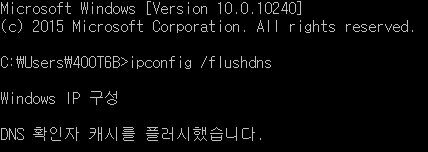 Microsoft Windows [Version 10.0.10240]
(c) 2015 Microsoft Corporation. All rights reserved.
C:₩Users₩400T6B>ipconfig /flushdns
Windows IP 구성
DNS 확인자 캐시를 플러시했습니다.